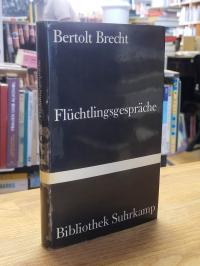 Bertolt Brecht
Flüchtlingsgespräche
Bibliothek Suhrkamp